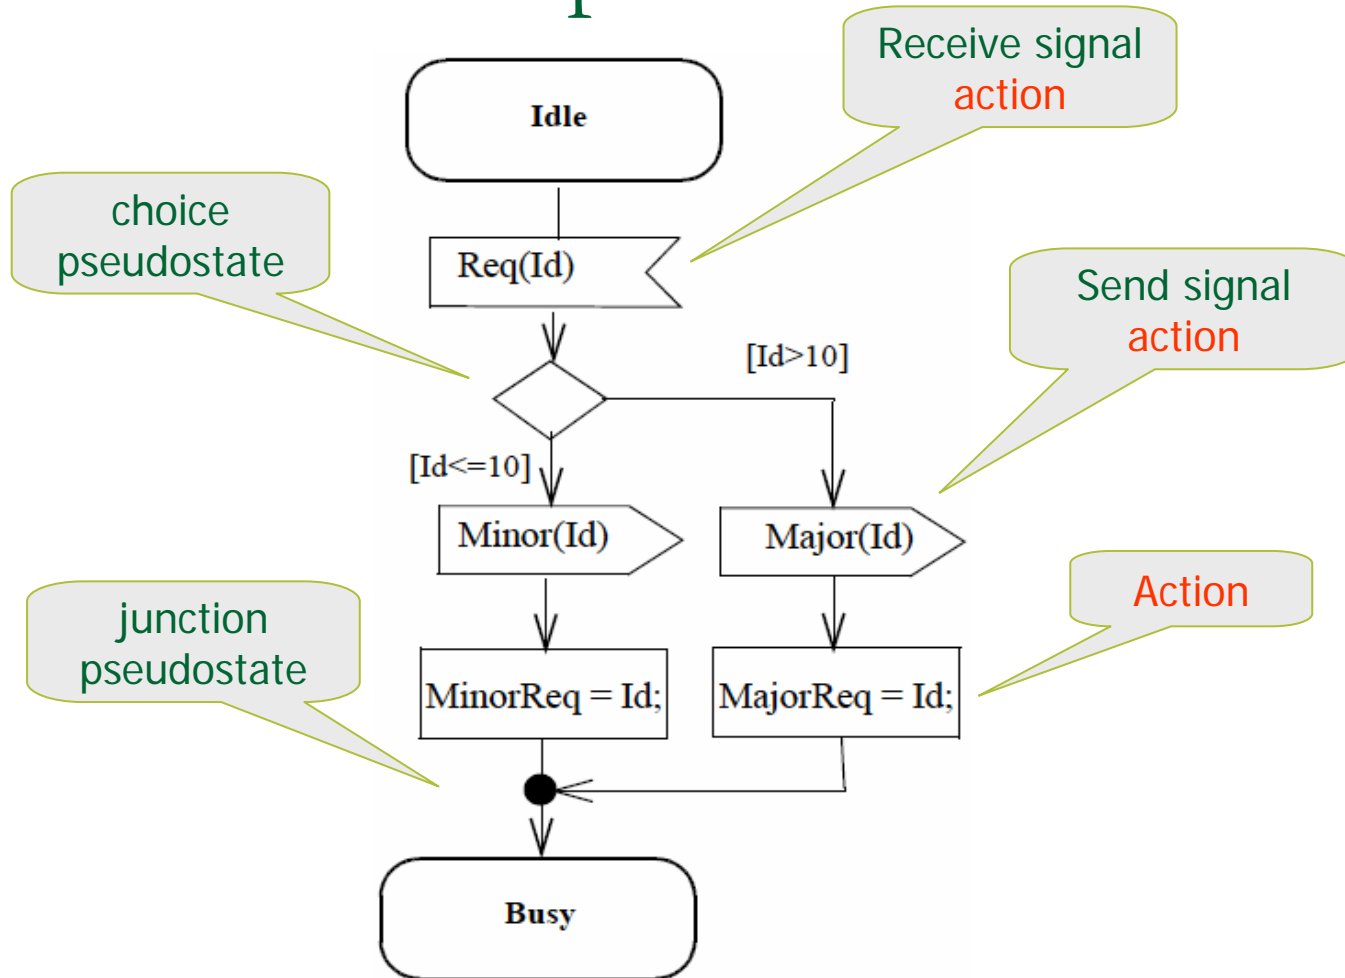 Receive signal
action
Idle
choice
pseudostate
Req(Id)
Send signal
action
[Id>10]
[Id<=10]
Minor(Id)
Major(Id)
Action
junction
pseudostate
MinorReq = Id;
MajorReq = Id;
Busy